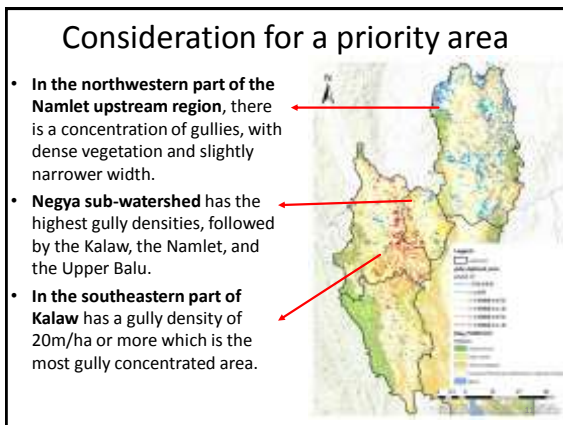 Consideration for a priority area
• In the northwestern part of the
Namlet upstream region, there
is a concentration of gullies, with
dense vegetation and slightly
narrower width.
• Negya sub-watershed has the
highest gully densities, followed
by the Kalaw, the Namlet, and
the Upper Balu.
• In the southeastern part of
Kalaw has a gully density of
20m/ha or more which is the
most gully concentrated area.
N
Legend